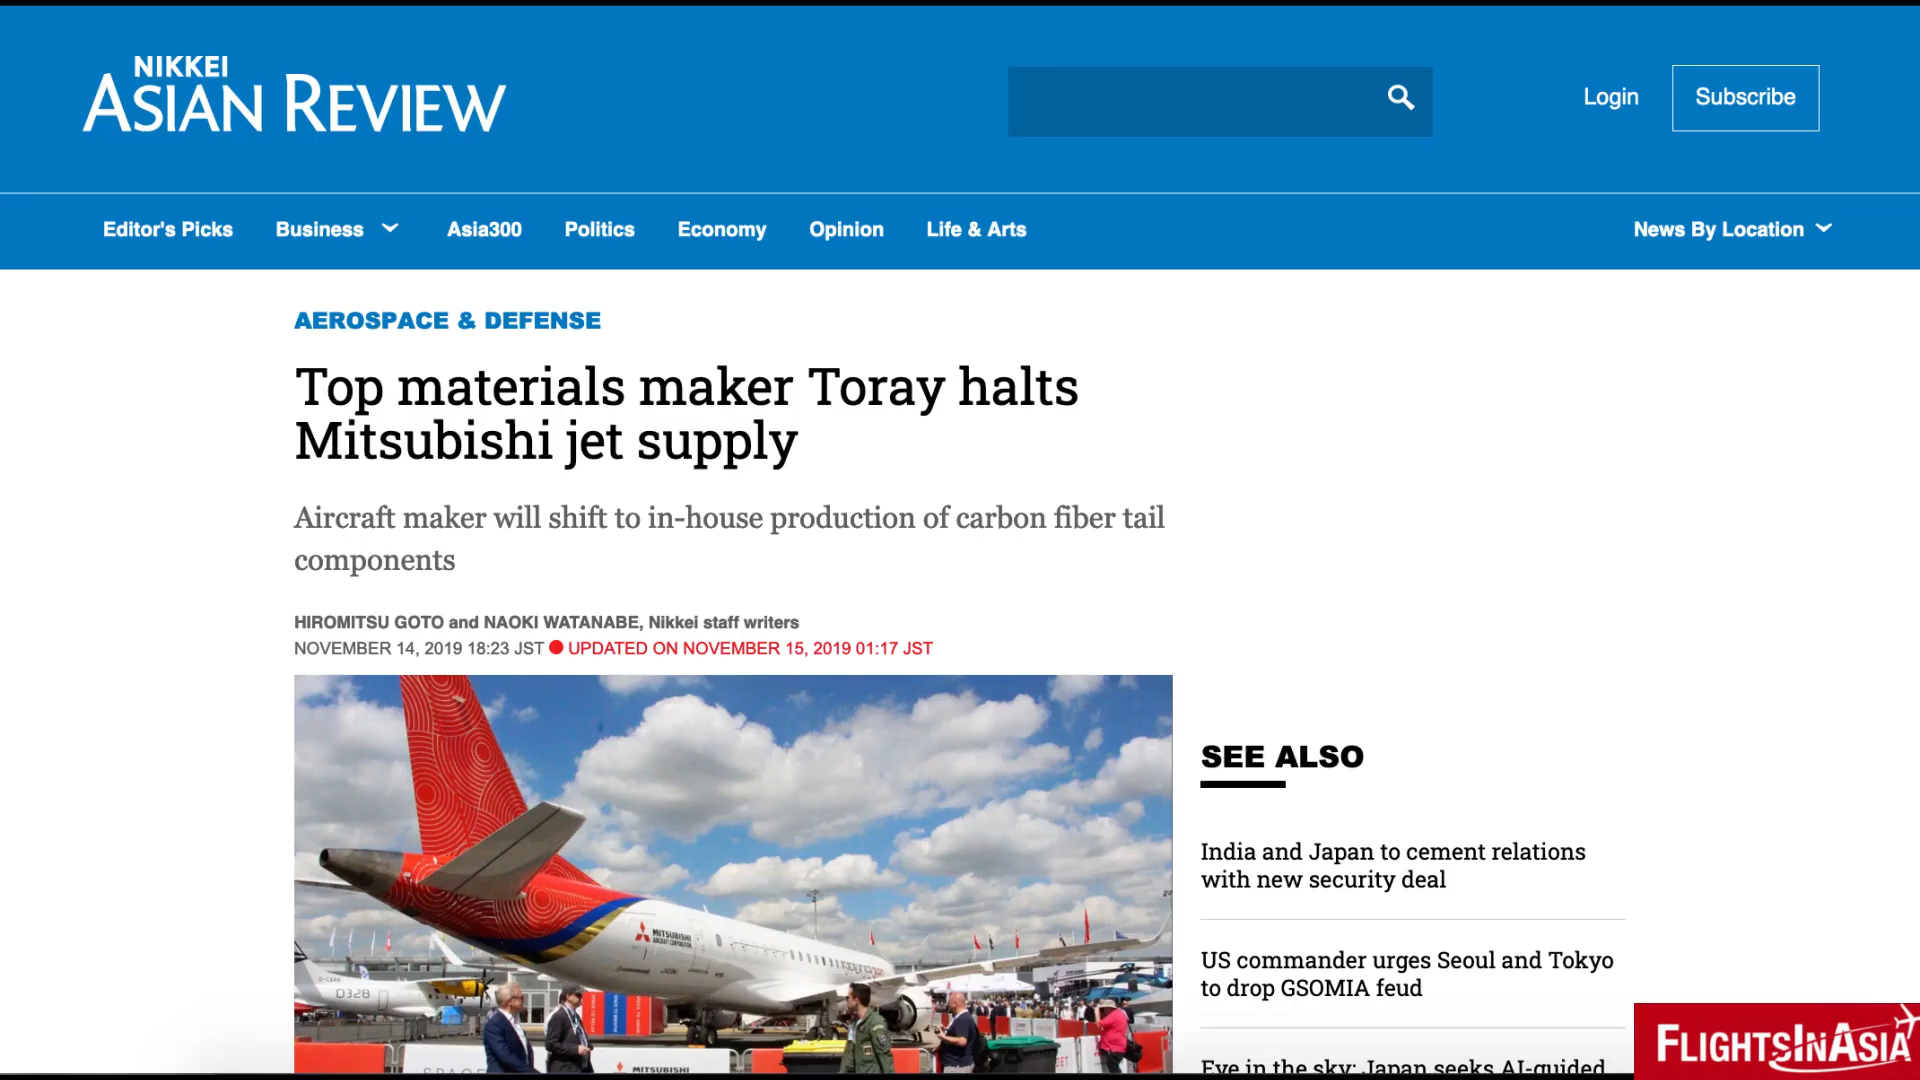 NIKKEI
ASIAN REVIEW
Login
Subscribe
Editor's Picks
Business
Asia300
Politics
Economy
Opinion
Life & Arts
News By Location
AEROSPACE & DEFENSE
Top materials maker Toray halts
Mitsubishi jet supply
Aircraft maker will shift to in-house production of carbon fiber tail
components
HIROMITSU GOTO and NAOKI WATANABE, Nikkei staff writers
NOVEMBER 14, 2019 18:23 JST UPDATED ON NOVEMBER 15, 2019 01:17 JST
MITSUBISHI
AIRCRAFT CORPORATION
D328
MITSUBISHI
SEE ALSO
India and Japan to cement relations
with new security deal
US commander urges Seoul and Tokyo
to drop GSOMIA feud
Eye in the sky: Japan seeks AI-guided
FLIGHTSINASIA